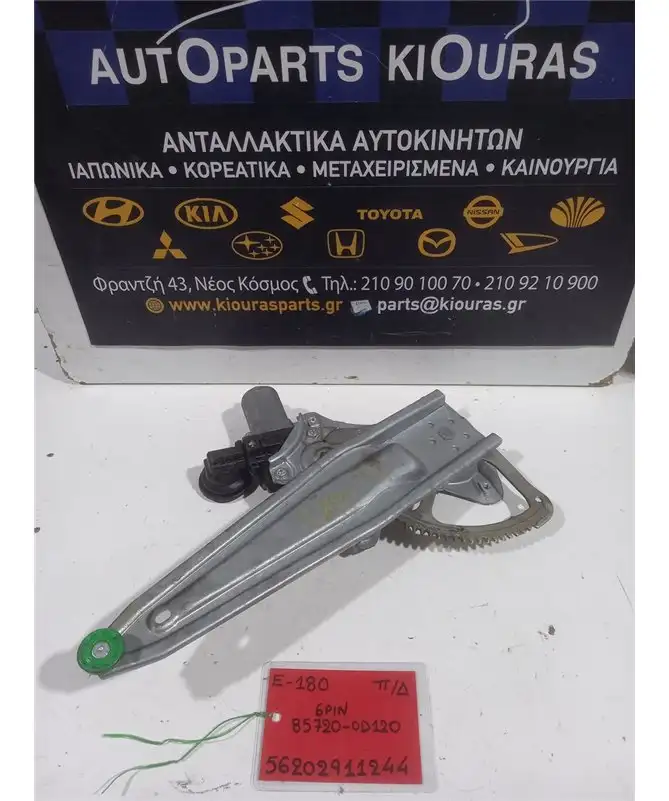 AUTOPARTS KIOURAS
ΑΝΤΑΛΛΑΚΤΙΚΑ ΑΥΤΟΚΙΝΗΤΩΝ
ΙΑΠΩΝΙΚΑ • ΚΟΡΕΑΤΙΚΑ • ΜΕΤΑΧΕΙΡΙΣΜΕΝΑ • ΚΑΙΝΟΥΡΓΙΑ
KIA TOYOTA NISSAN
Φραντζή 43, Νέος Κόσμος Τηλ.: 210 90 100 70 • 210 92 10 900
www.kiourasparts.gr parts@kiouras.gr
E-180 Π/Δ
6PIN
85720-0D120
56202911244